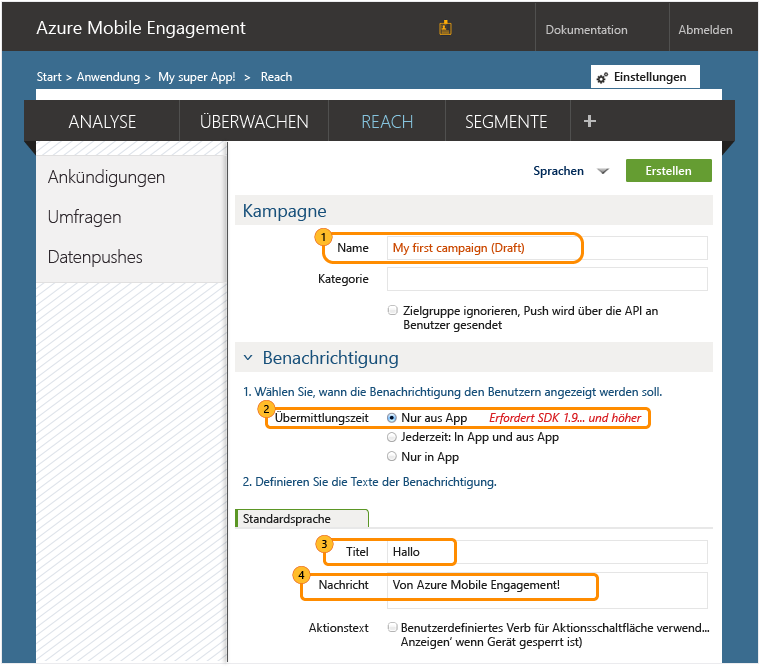 Azure Mobile Engagement
Dokumentation
Abmelden
Start > Anwendung > My super App! > Reach
Einstellungen
ANALYSE
ÜBERWACHEN
REACH
SEGMENTE
+
Ankündigungen
Umfragen
Datenpushes
Sprachen
Erstellen
Kampagne
1
Name
My first campaign (Draft)
Kategorie
Zielgruppe ignorieren, Push wird über die API an
Benutzer gesendet
Benachrichtigung
1. Wählen Sie, wann die Benachrichtigung den Benutzern angezeigt werden soll.
2
Übermittlungszeit
Nur aus App
Erfordert SDK 1.9... und höher
Jederzeit: In App und aus App
Nur in App
2. Definieren Sie die Texte der Benachrichtigung.
Standardsprache
3
Titel
Hallo
4
Nachricht
Von Azure Mobile Engagement!
Aktionstext
Benutzerdefiniertes Verb für Aktionsschaltfläche verwend...
Anzeigen‘ wenn Gerät gesperrt ist)